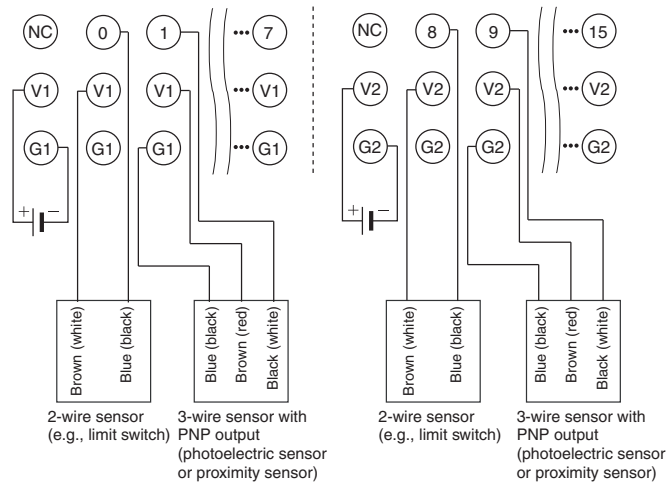 NC 0 1 ••• 7 NC 8 9 ••• 15
V1 V1 V1 ••• V1 V2 V2 V2 ••• V2
G1 G1 G1 ••• G1 G2 G2 G2 ••• G2
+ − + −
Brown (white)
Blue (black)
Blue (black)
Brown (red)
Black (white)
Brown (white)
Blue (black)
Blue (black)
Brown (red)
Black (white)
2-wire sensor
(e.g., limit switch)
3-wire sensor with
PNP output
(photoelectric sensor
or proximity sensor)
2-wire sensor
(e.g., limit switch)
3-wire sensor with
PNP output
(photoelectric sensor
or proximity sensor)